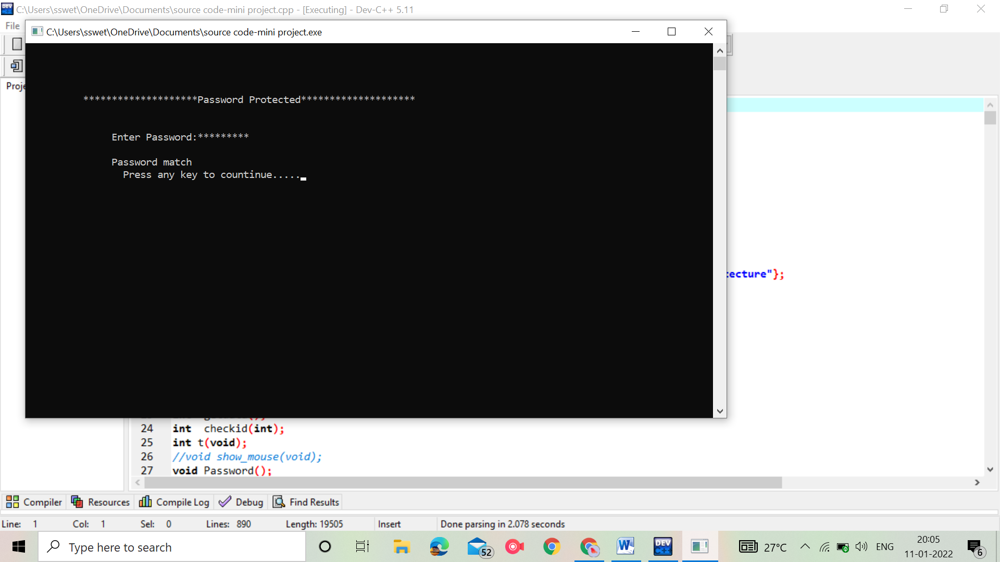 C:\Users\sswet\OneDrive\Documents\source code-mini project.cpp - [Executing] - Dev-C++ 5.11
File
C:\Users\sswet\OneDrive\Documents\source code-mini project.exe
Proje
********************Password Protected********************
Enter Password:*********
Password match
Press any key to countinue.....
tecture"};
24 int checkid(int);
25 int t(void);
26 //void show_mouse(void);
27 void Password();
Compiler Resources Compile Log Debug Find Results
Line: 1 Col: 1 Sel: 0 Lines: 890 Length: 19505 Insert Done parsing in 2.078 seconds
Type here to search
52
W
DEV
C++
27°C
ENG
20:05
11-01-2022
6